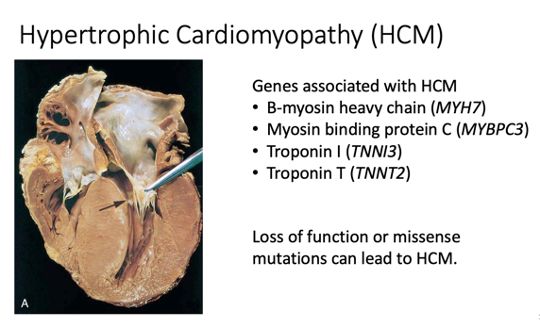 Hypertrophic Cardiomyopathy (HCM)
Genes associated with HCM
• B-myosin heavy chain (MYH7)
• Myosin binding protein C (MYBPC3)
• Troponin I (TNNI3)
• Troponin T (TNNT2)
Loss of function or missense
mutations can lead to HCM.
A